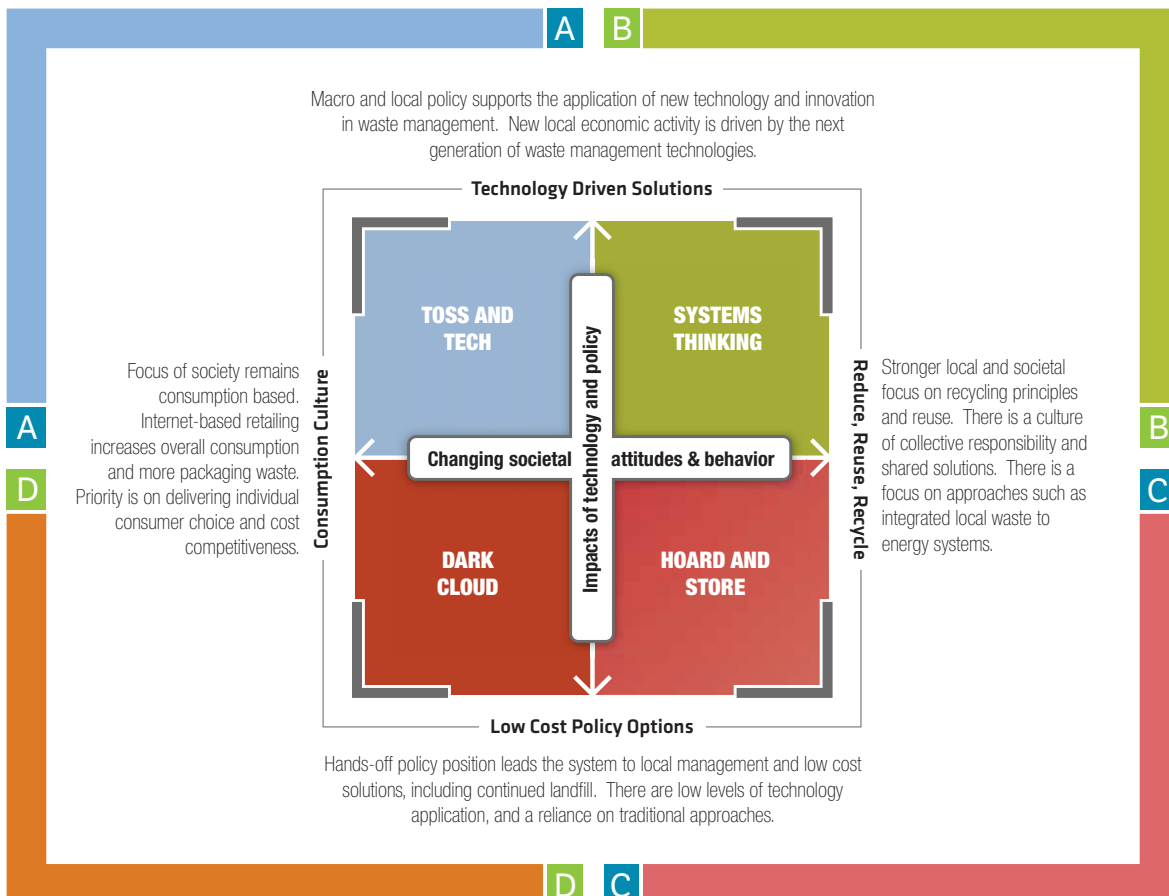 A B
Macro and local policy supports the application of new technology and innovation
in waste management. New local economic activity is driven by the next
generation of waste management technologies.
Technology Driven Solutions
TOSS AND
TECH
SYSTEMS
THINKING
Impacts of technology and policy
Changing societal attitudes & behavior
DARK
CLOUD
HOARD AND
STORE
Consumption Culture
Focus of society remains
consumption based.
Internet-based retailing
increases overall consumption
and more packaging waste.
Priority is on delivering individual
consumer choice and cost
competitiveness.
Reduce, Reuse, Recycle
Stronger local and societal
focus on recycling principles
and reuse. There is a culture
of collective responsibility and
shared solutions. There is a
focus on approaches such as
integrated local waste to
energy systems.
A
D
B
C
Low Cost Policy Options
Hands-off policy position leads the system to local management and low cost
solutions, including continued landfill. There are low levels of technology
application, and a reliance on traditional approaches.
D C